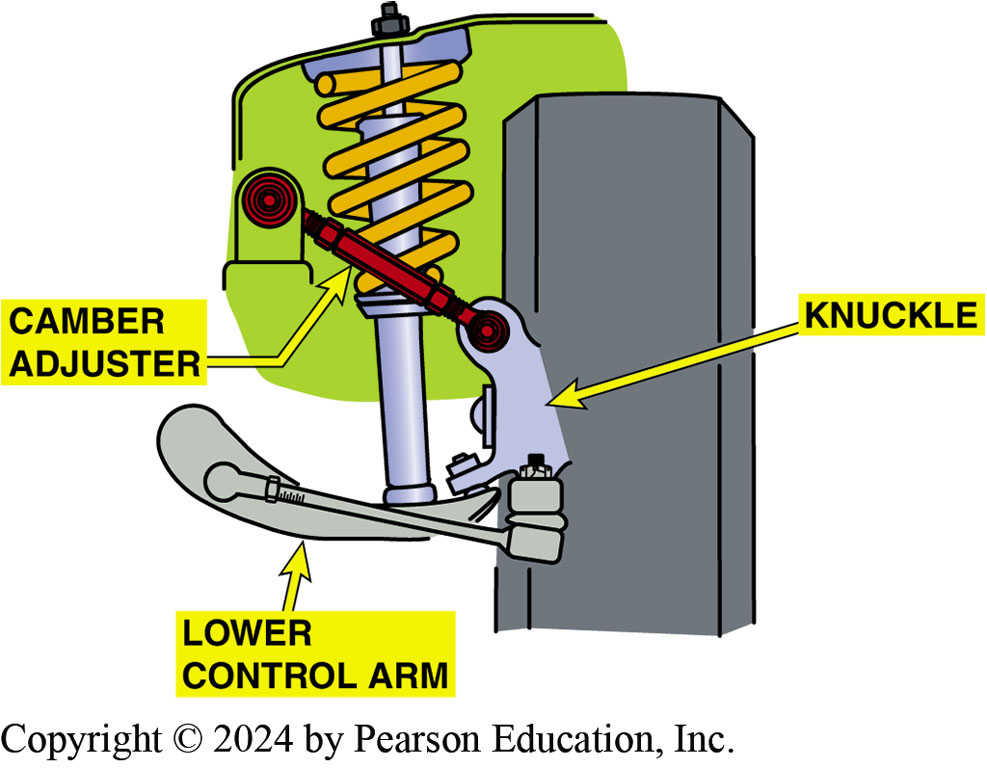 CAMBER
ADJUSTER
KNUCKLE
LOWER
CONTROL ARM
Copyright © 2024 by Pearson Education, Inc.